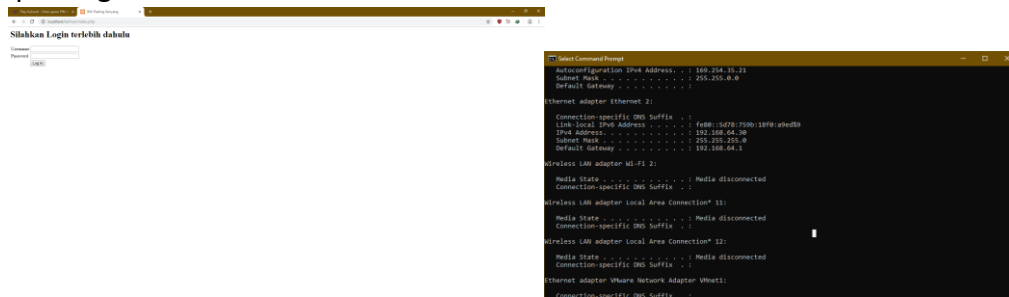 localhost
Silahkan Login terlebih dahulu
Username
Password
Log In
Select Command Prompt
Autoconfiguration IPv4 Address. . : 169.254.35.21
Subnet Mask . . . . . . . . . . . : 255.255.0.0
Default Gateway . . . . . . . . . :
Ethernet adapter Ethernet 2:
Connection-specific DNS Suffix . :
Link-local IPv6 Address . . . . . : fe80::5d78:759b:18f0:a9ed%9
IPv4 Address. . . . . . . . . . . : 192.168.64.30
Subnet Mask . . . . . . . . . . . : 255.255.255.0
Default Gateway . . . . . . . . . : 192.168.64.1
Wireless LAN adapter Wi-Fi 2:
Media State . . . . . . . . . . . : Media disconnected
Connection-specific DNS Suffix . :
Wireless LAN adapter Local Area Connection* 11:
Media State . . . . . . . . . . . : Media disconnected
Connection-specific DNS Suffix . :
Wireless LAN adapter Local Area Connection* 12:
Media State . . . . . . . . . . . : Media disconnected
Connection-specific DNS Suffix . :
Ethernet adapter VMware Network Adapter VMnet1:
Connection-specific DNS Suffix . :